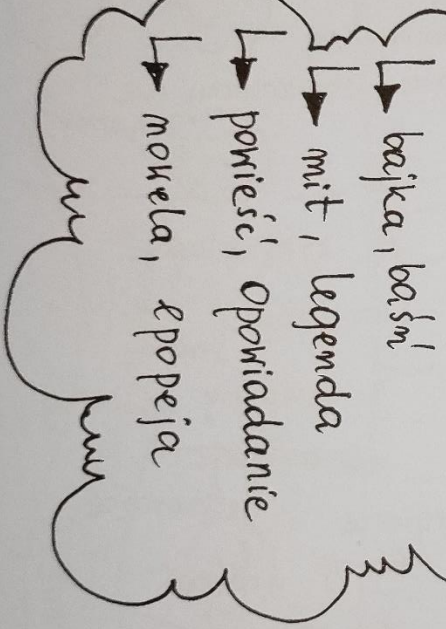 bajka, baśń
mit, legenda
powieść, opowiadanie
nowela, epopeja